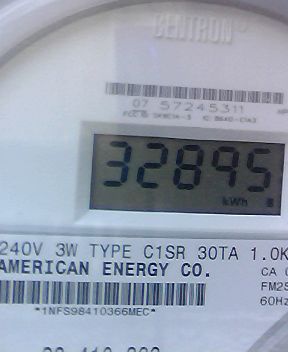 CENTRON
07 57245311
32895
kWh
240V 3W TYPE C1SR 30TA 1.0K
AMERICAN ENERGY CO.
CA
FM2S
60Hz
*1NFS98410366MEC*